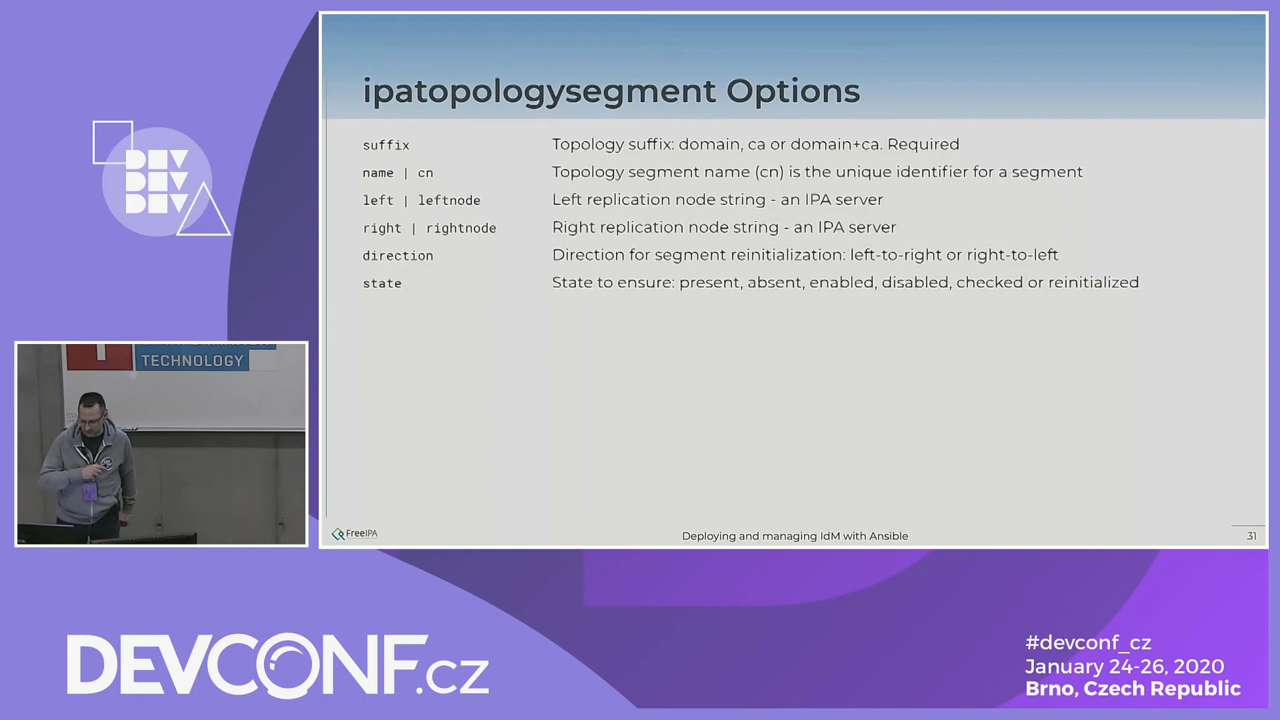 ipatopologysegment Options
suffix Topology suffix: domain, ca or domain+ca. Required
name | cn Topology segment name (cn) is the unique identifier for a segment
left | leftnode Left replication node string - an IPA server
right | rightnode Right replication node string - an IPA server
direction Direction for segment reinitialization: left-to-right or right-to-left
state State to ensure: present, absent, enabled, disabled, checked or reinitialized
FreeIPA Deploying and managing IdM with Ansible 31
DEV
DEV
DEV
TECHNOLOGY
DEVCONF.cz
#devconf_cz
January 24-26, 2020
Brno, Czech Republic